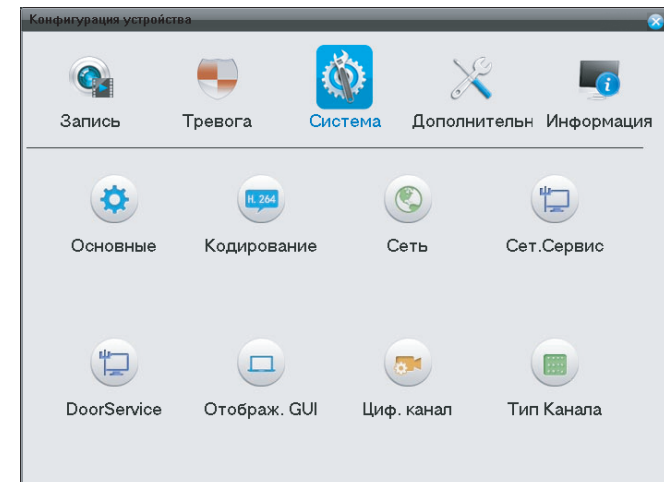 Конфигурация устройства
Запись Тревога Система Дополнительн Информация
Основные Кодирование Сеть Сет.Сервис
H. 264
DoorService Отображ. GUI Циф. канал Тип Канала